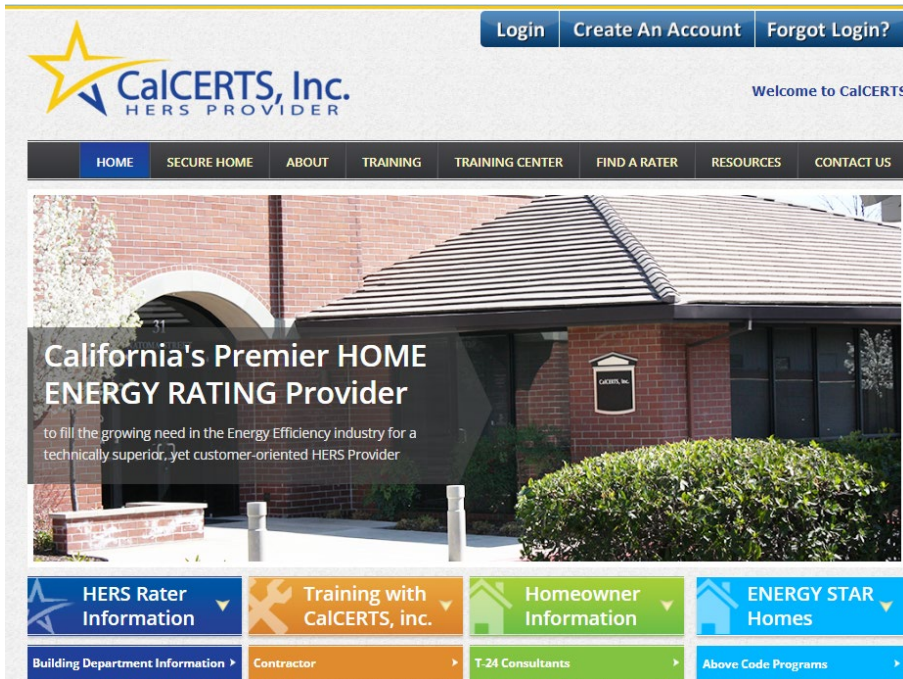 Login
Create An Account
Forgot Login?
CalCERTS, Inc.
HERS PROVIDER
Welcome to CalCERTS
HOME
SECURE HOME
ABOUT
TRAINING
TRAINING CENTER
FIND A RATER
RESOURCES
CONTACT US
31
California's Premier HOME
ENERGY RATING Provider
to fill the growing need in the Energy Efficiency industry for a
technically superior, yet customer-oriented HERS Provider
CalCERTS, Inc.
HERS Rater
Information
Training with
CalCERTS, inc.
Homeowner
Information
ENERGY STAR
Homes
Building Department Information
Contractor
T-24 Consultants
Above Code Programs